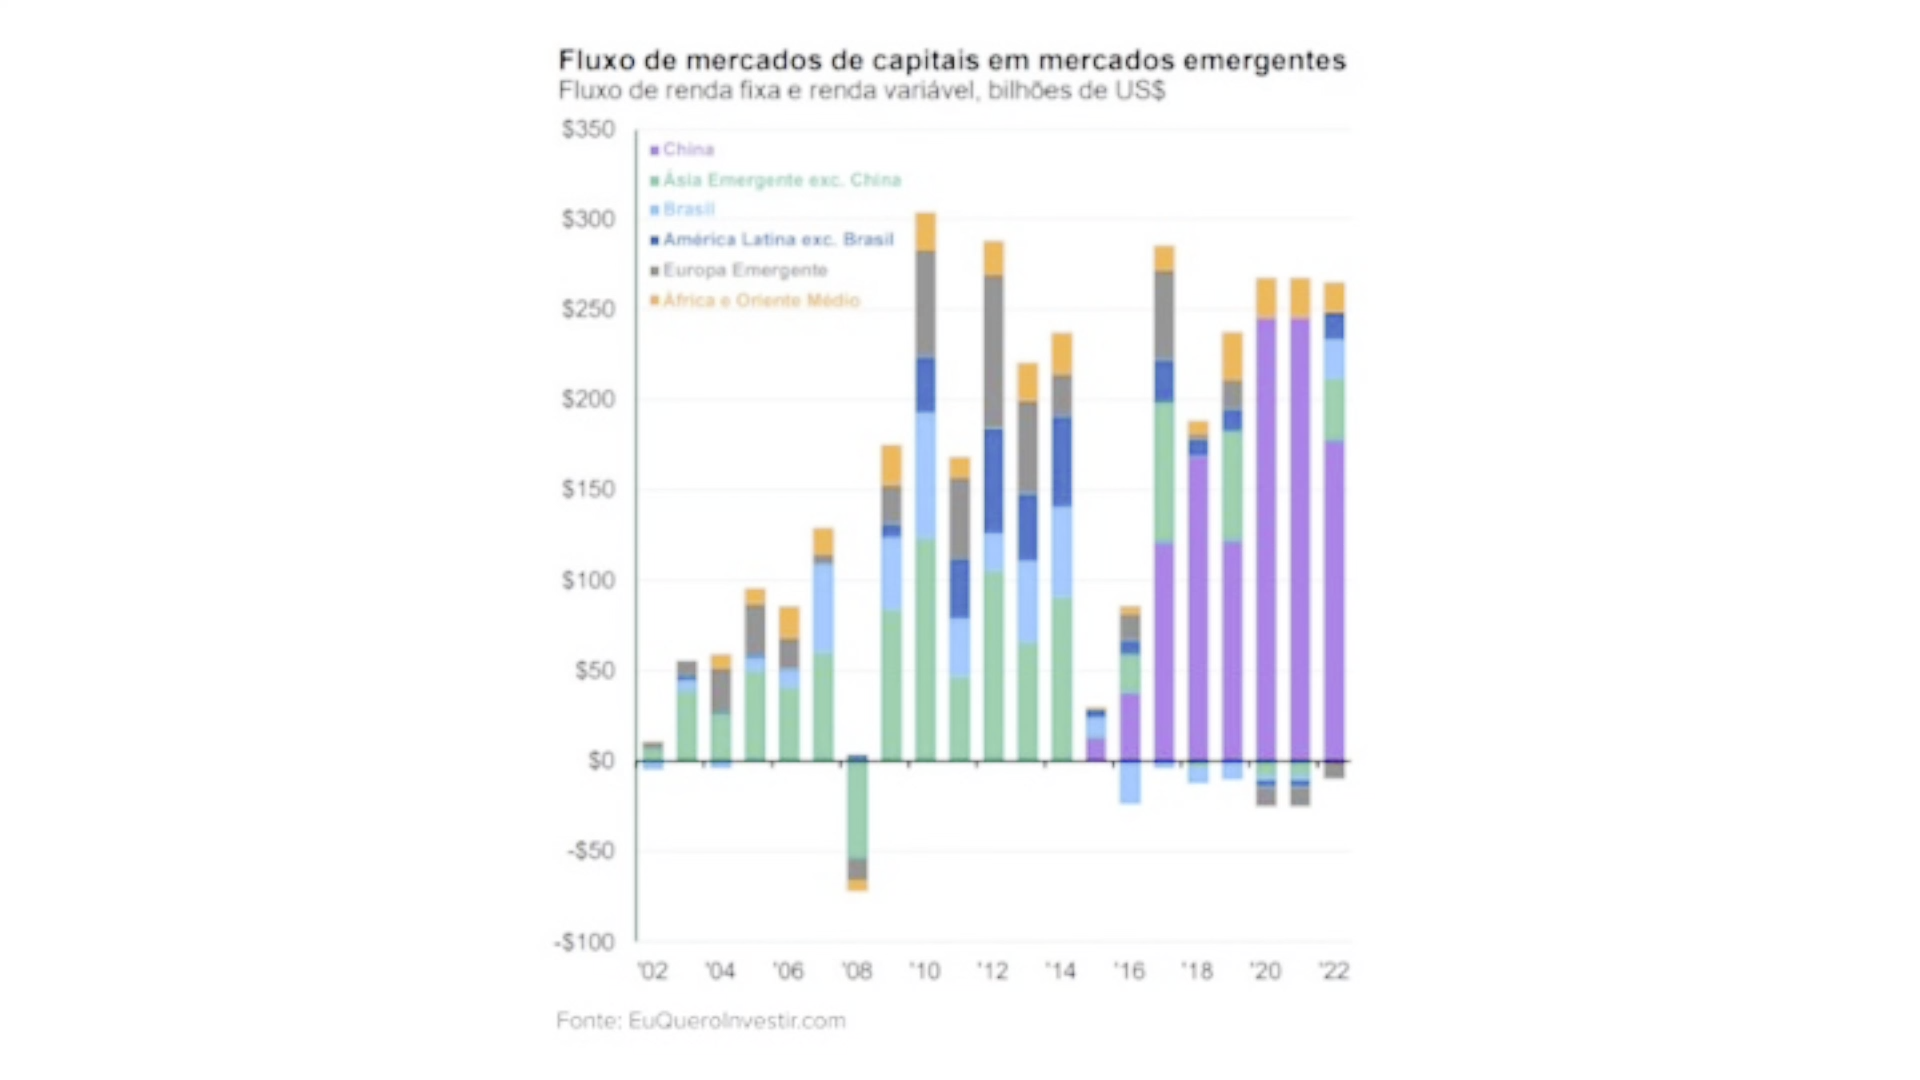 Fluxo de mercados de capitais em mercados emergentes
Fluxo de renda fixa e renda variável, bilhões de US$
$350
China
Ásia Emergente exc. China
Brasil
$300
América Latina exc. Brasil
Europa Emergente
África e Oriente Médio
$250
$200
$150
$100
$50
$0
-$50
-$100
'02 '04 '06 '08 '10 '12 '14 '16 '18 '20 '22
Fonte: EuQueroInvestir.com